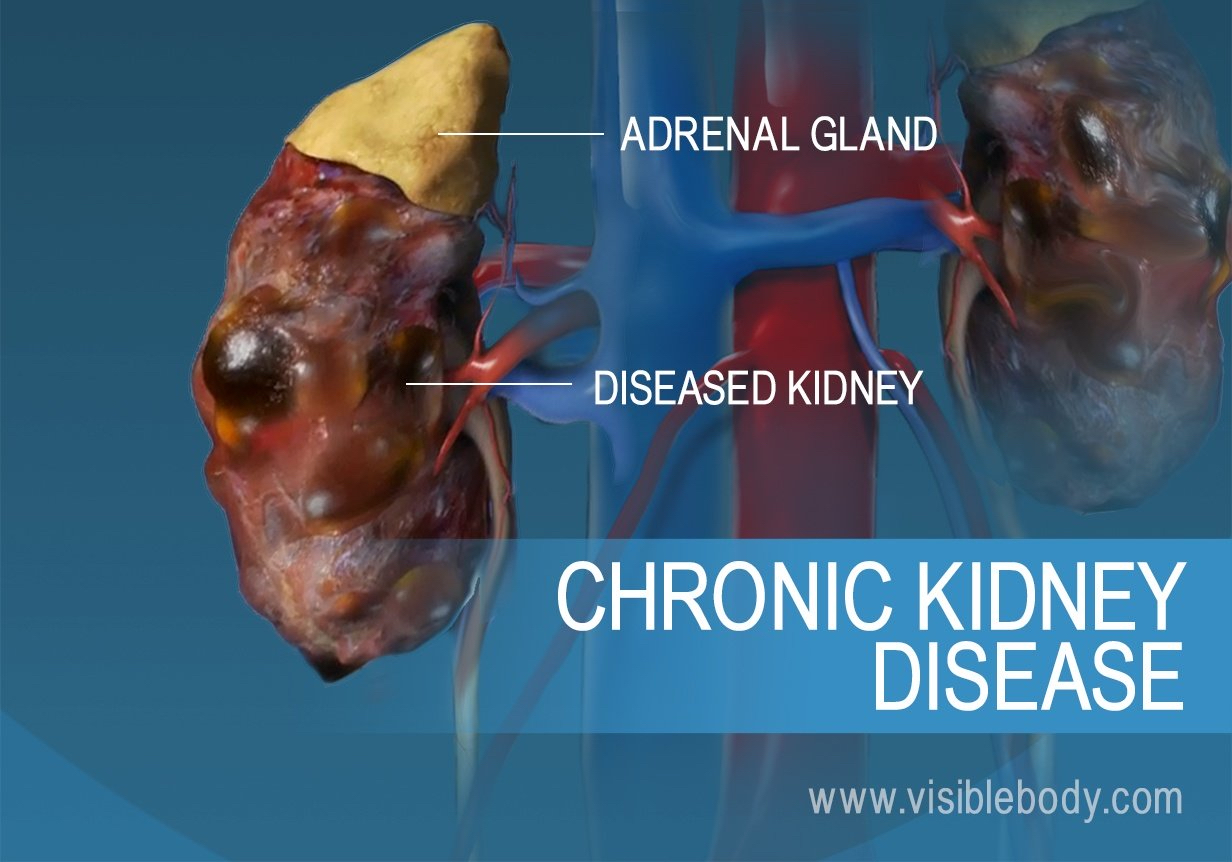 ADRENAL GLAND
DISEASED KIDNEY
CHRONIC KIDNEY
DISEASE
www.visiblebody.com